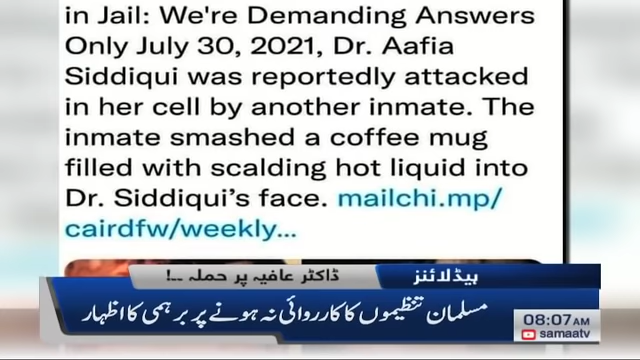 in Jail: We're Demanding Answers
Only July 30, 2021, Dr. Aafia
Siddiqui was reportedly attacked
in her cell by another inmate. The
inmate smashed a coffee mug
filled with scalding hot liquid into
Dr. Siddiqui’s face. mailchi.mp/
cairdfw/weekly...
ہیڈلائنز
ڈاکٹر عافیہ پر حملہ ..!
مسلمان تنظیموں کا کارروائی نہ ہونے پر برہمی کا اظہار
08:07AM
samaatv